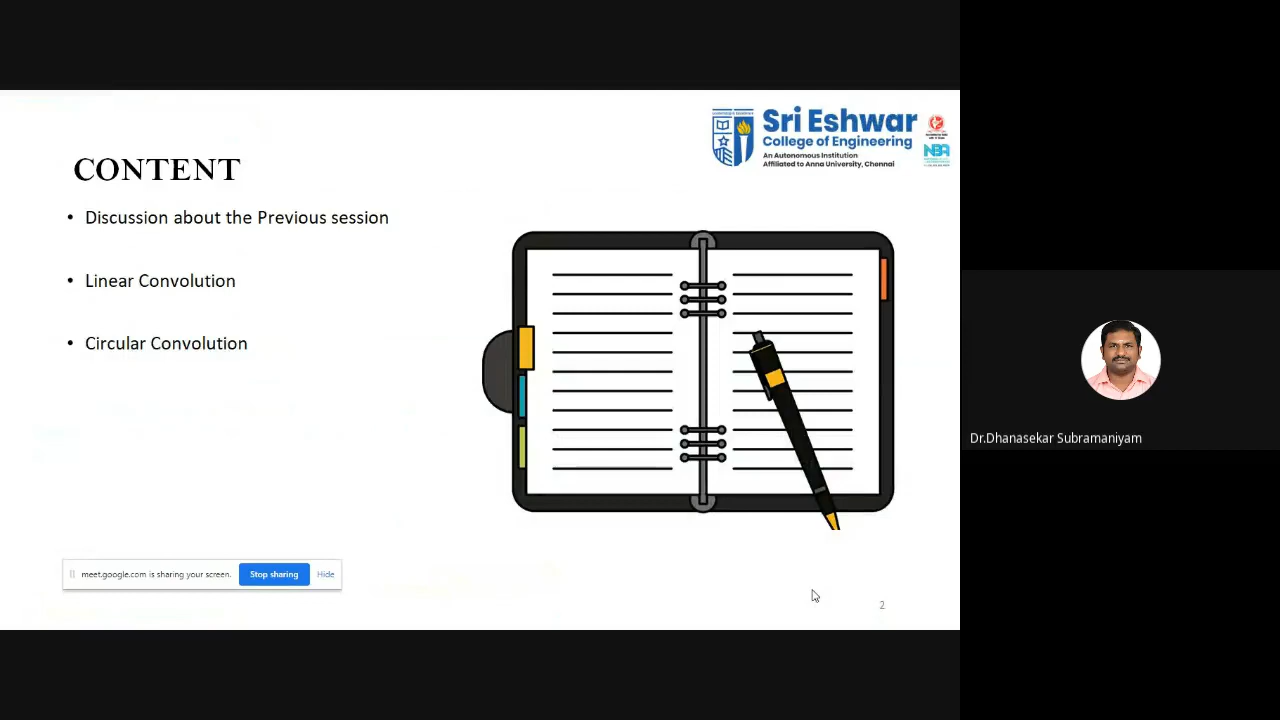 Sri Eshwar
College of Engineering
An Autonomous Institution
Affiliated to Anna University, Chennai
NBA
CONTENT
• Discussion about the Previous session
• Linear Convolution
• Circular Convolution
Dr.Dhanasekar Subramaniyam
meet.google.com is sharing your screen. Stop sharing Hide
2